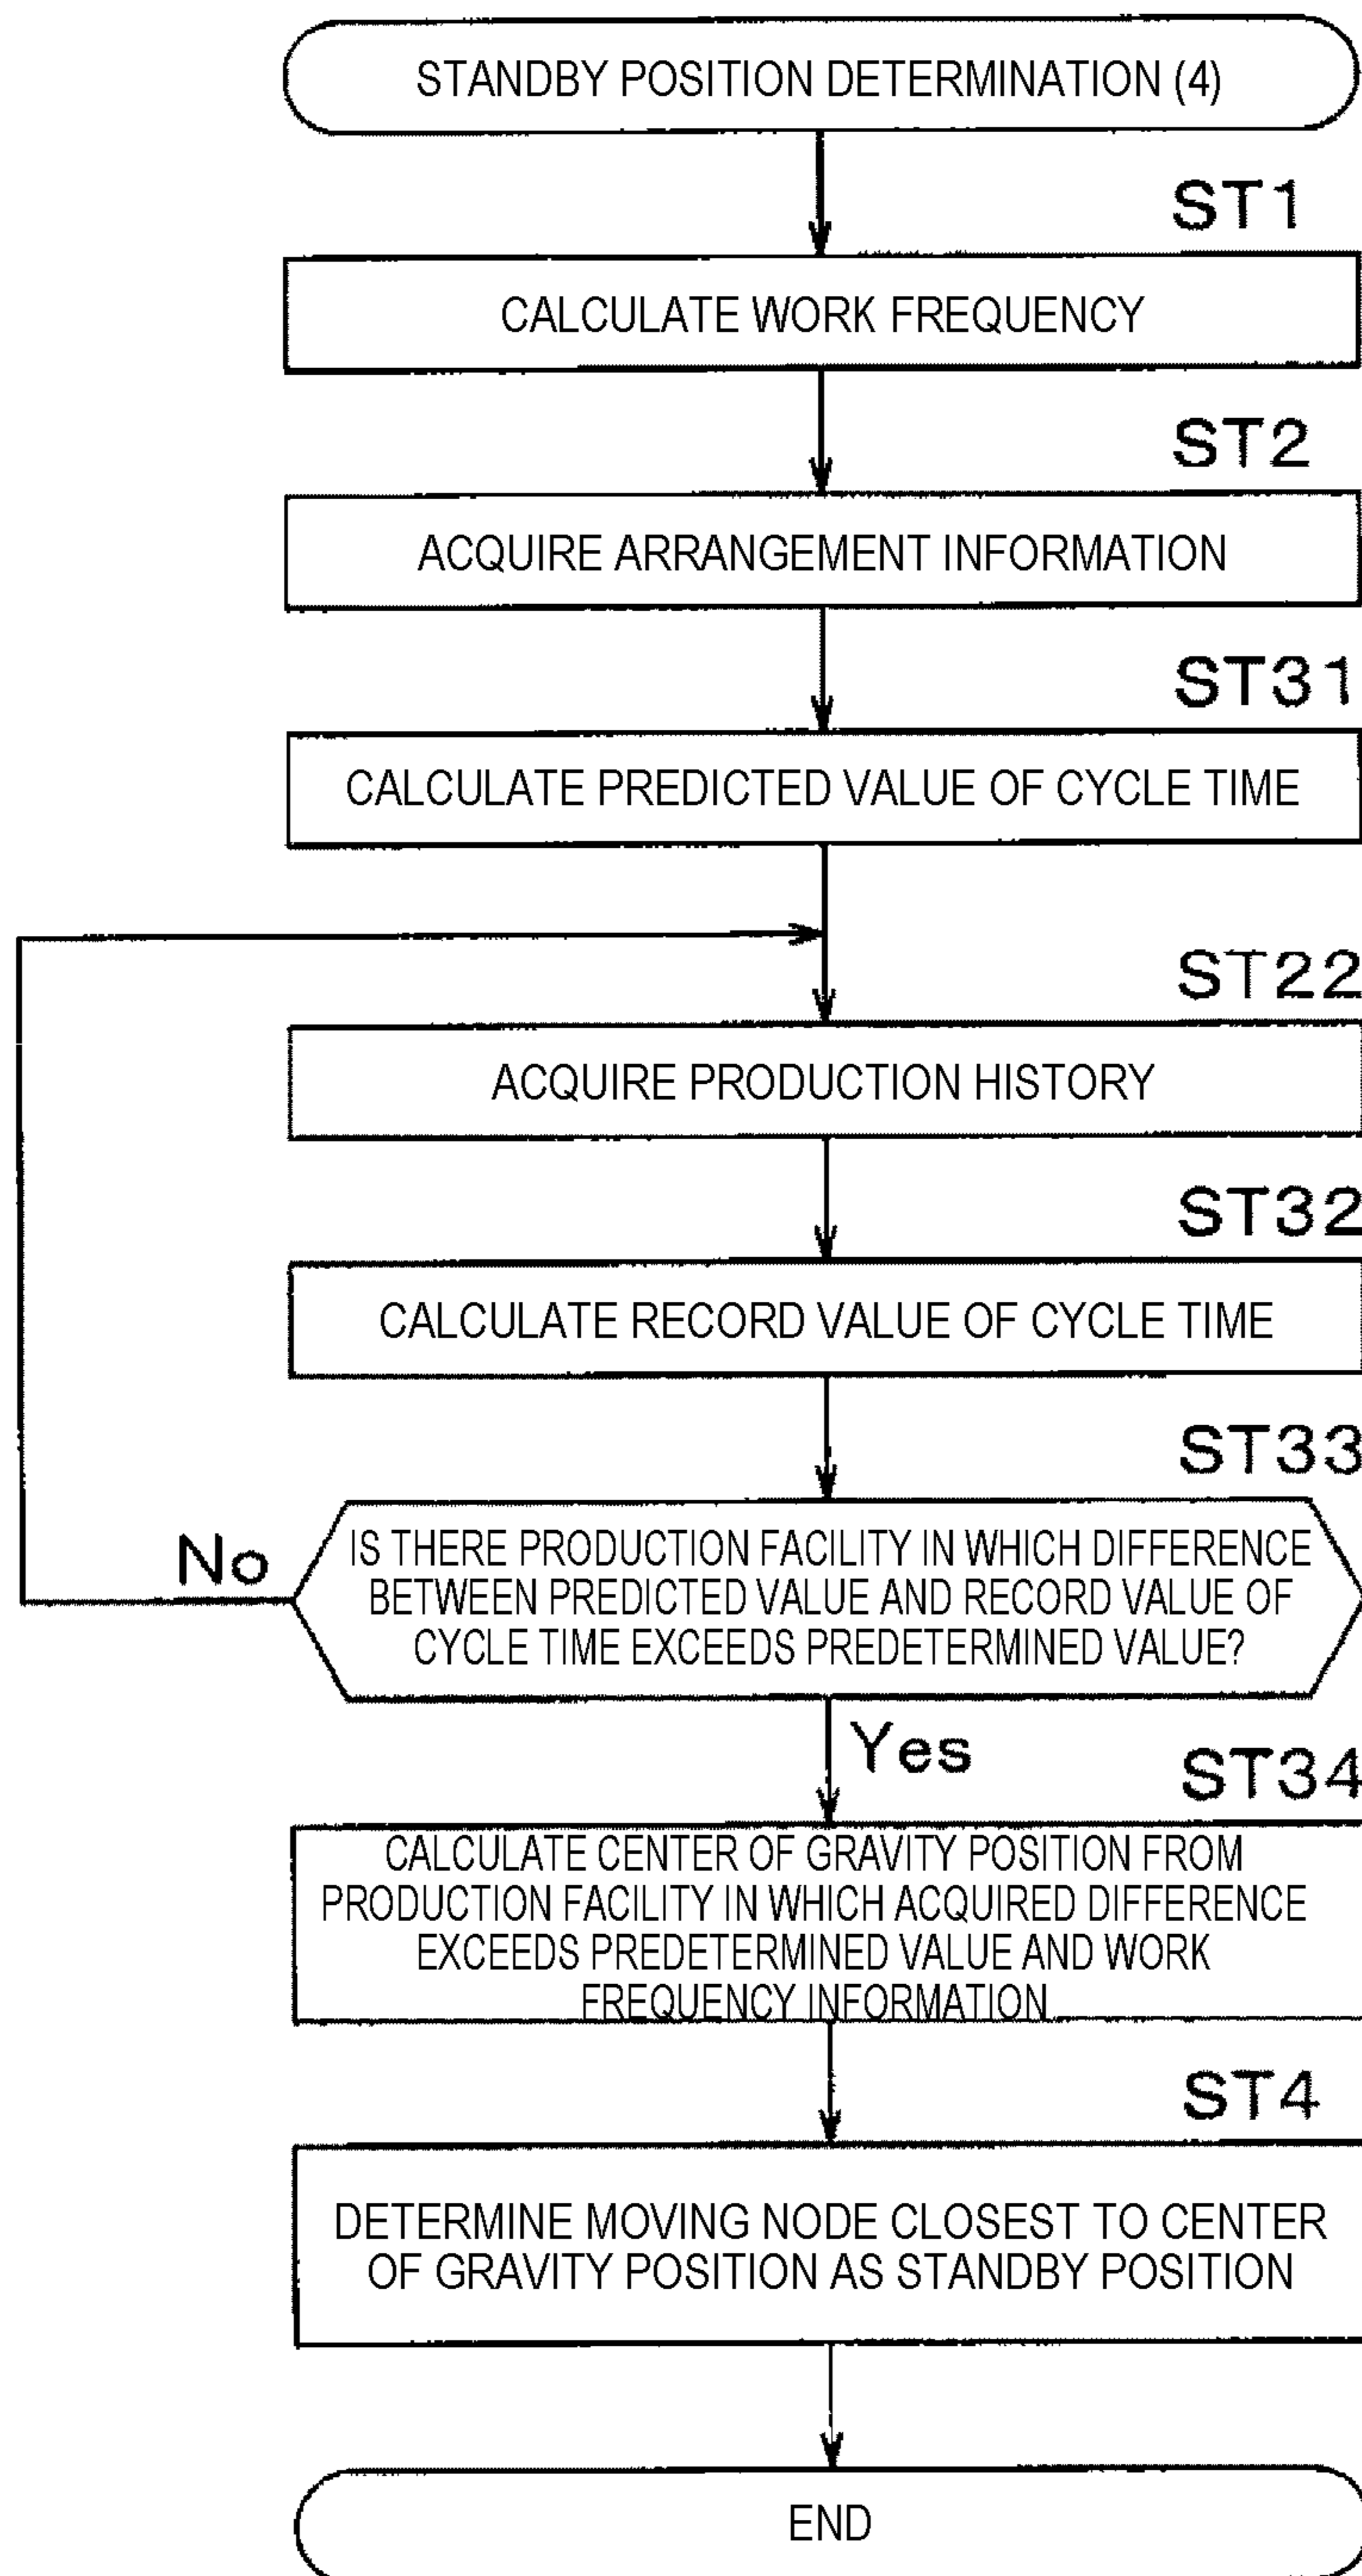 STANDBY POSITION DETERMINATION (4)
ST1
CALCULATE WORK FREQUENCY
ST2
ACQUIRE ARRANGEMENT INFORMATION
ST31
CALCULATE PREDICTED VALUE OF CYCLE TIME
ST22
ACQUIRE PRODUCTION HISTORY
ST32
CALCULATE RECORD VALUE OF CYCLE TIME
ST33
No
IS THERE PRODUCTION FACILITY IN WHICH DIFFERENCE
BETWEEN PREDICTED VALUE AND RECORD VALUE OF
CYCLE TIME EXCEEDS PREDETERMINED VALUE?
Yes
ST34
CALCULATE CENTER OF GRAVITY POSITION FROM
PRODUCTION FACILITY IN WHICH ACQUIRED DIFFERENCE
EXCEEDS PREDETERMINED VALUE AND WORK
FREQUENCY INFORMATION
ST4
DETERMINE MOVING NODE CLOSEST TO CENTER
OF GRAVITY POSITION AS STANDBY POSITION
END